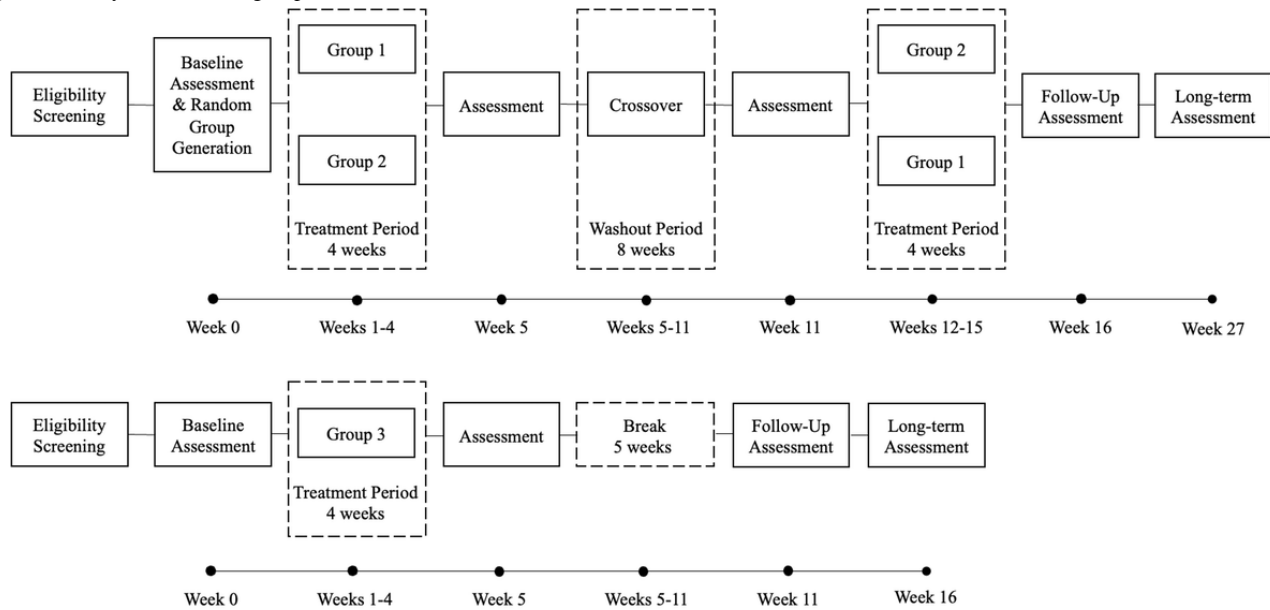 Eligibility
Screening
Baseline
Assessment
& Random
Group
Generation
Group 1
Group 2
Treatment Period
4 weeks
Assessment
Crossover
Washout Period
8 weeks
Assessment
Group 2
Group 1
Treatment Period
4 weeks
Follow-Up
Assessment
Long-term
Assessment
Week 0
Weeks 1-4
Week 5
Weeks 5-11
Week 11
Weeks 12-15
Week 16
Week 27
Eligibility
Screening
Baseline
Assessment
Group 3
Treatment Period
4 weeks
Assessment
Break
5 weeks
Follow-Up
Assessment
Long-term
Assessment
Week 0
Weeks 1-4
Week 5
Weeks 5-11
Week 11
Week 16